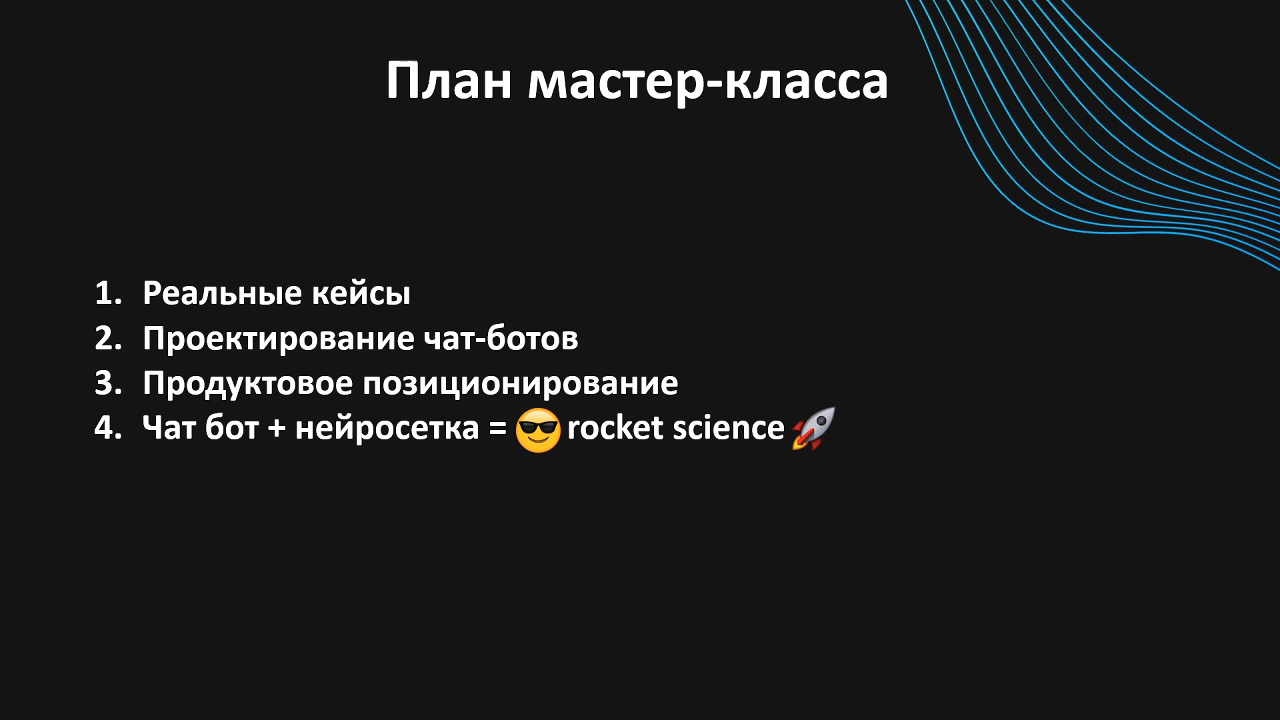 План мастер-класса
1. Реальные кейсы
2. Проектирование чат-ботов
3. Продуктовое позиционирование
4. Чат бот + нейросетка = 😎 rocket science 🚀